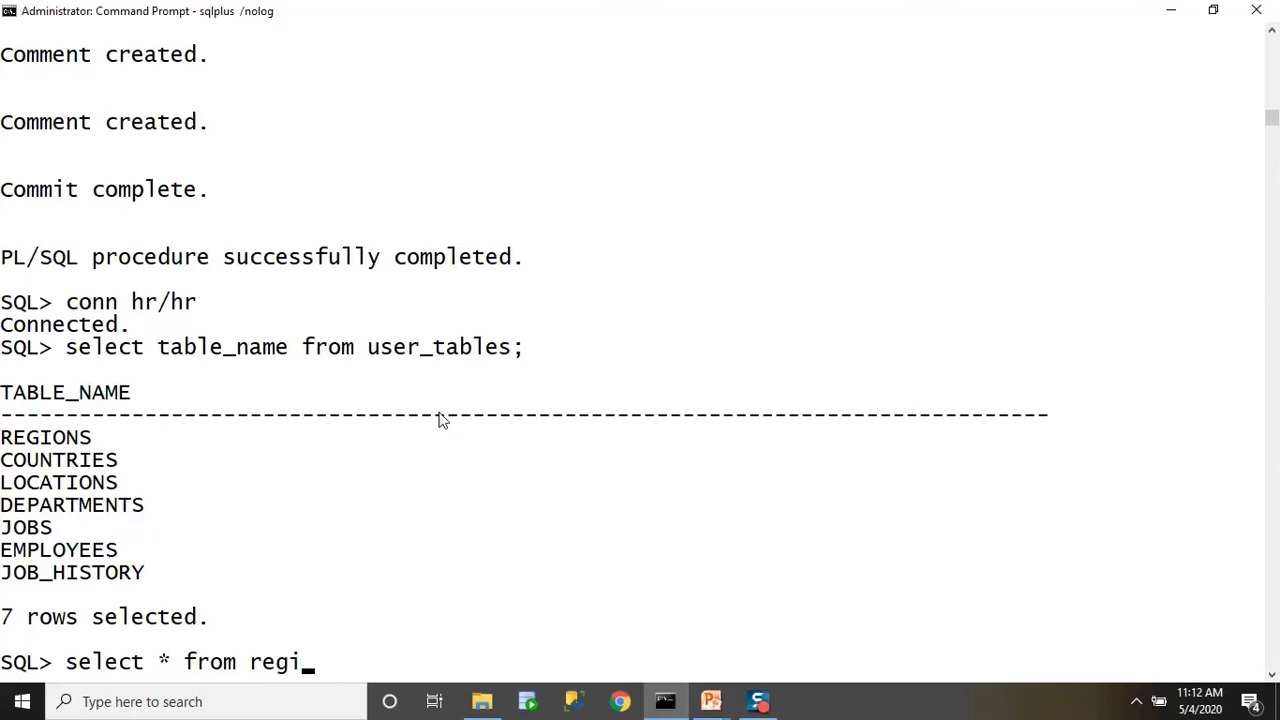 Administrator: Command Prompt - sqlplus /nolog
Comment created.
Comment created.
Commit complete.
PL/SQL procedure successfully completed.
SQL> conn hr/hr
Connected.
SQL> select table_name from user_tables;
TABLE_NAME
--------------------------------------------------------------------------------
REGIONS
COUNTRIES
LOCATIONS
DEPARTMENTS
JOBS
EMPLOYEES
JOB_HISTORY
7 rows selected.
SQL> select * from regi_
Type here to search
11:12 AM
5/4/2020
4